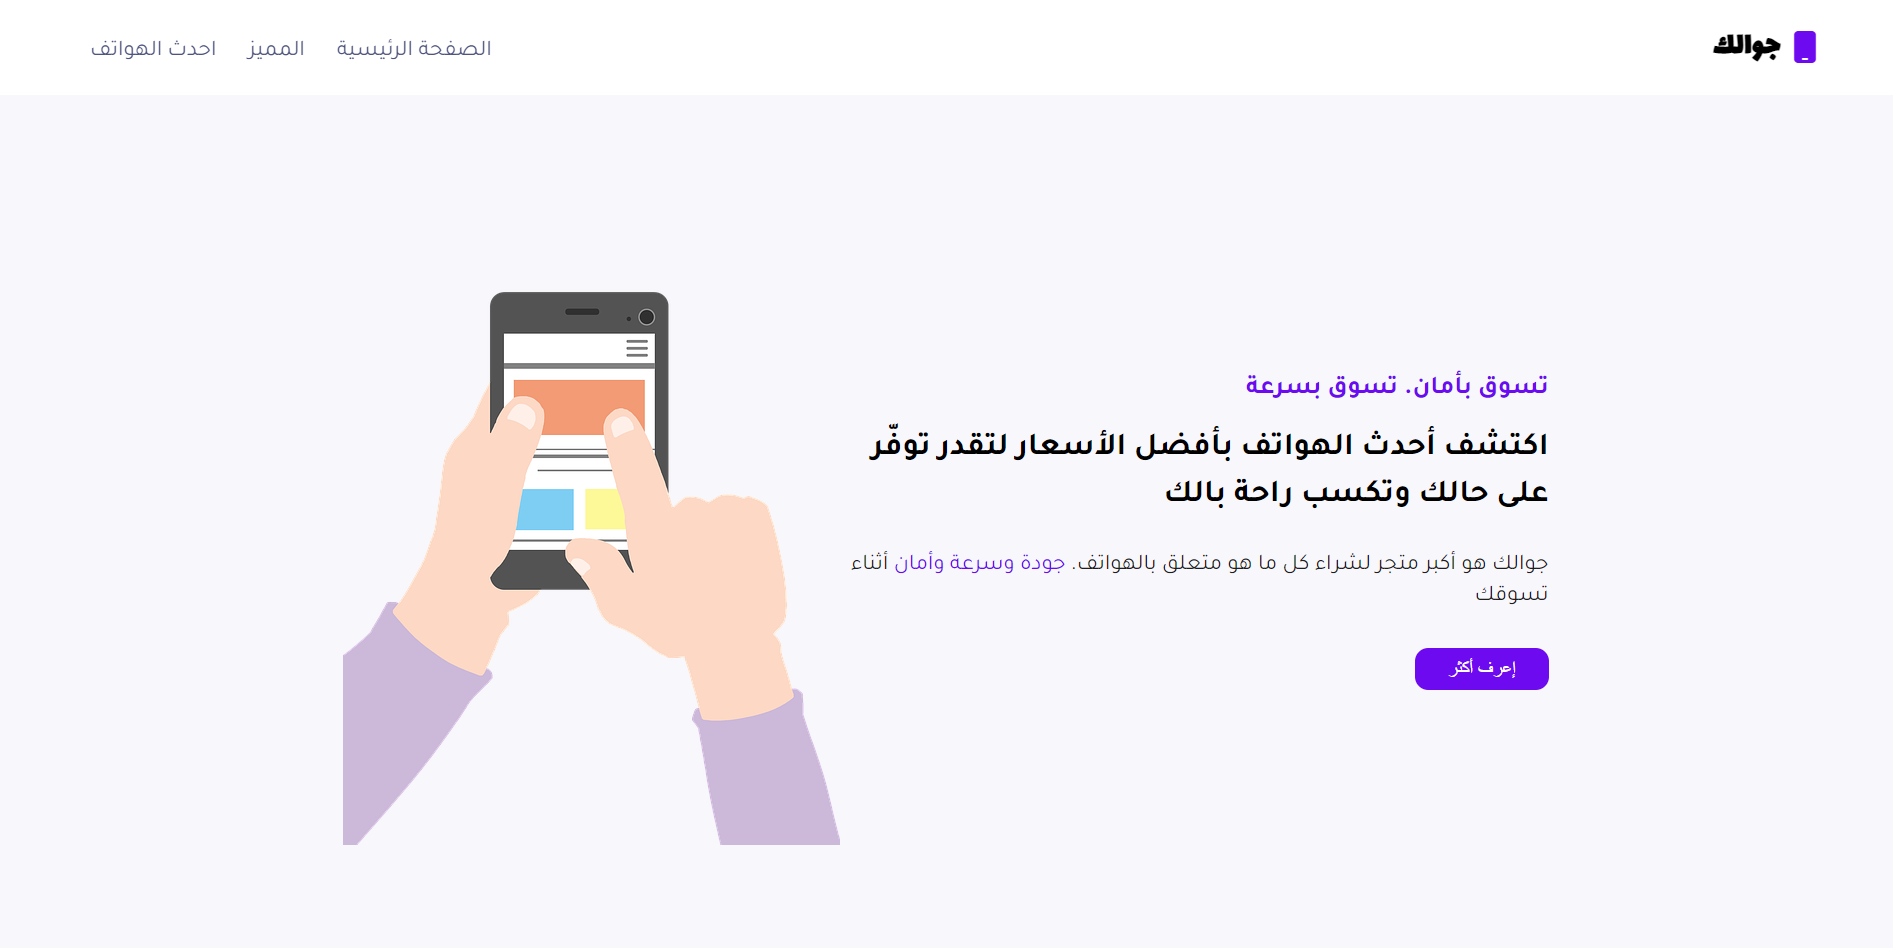 جوالك
الصفحة الرئيسية
المميز
احدث الهواتف
تسوق بأمان. تسوق بسرعة
اكتشف أحدث الهواتف بأفضل الأسعار لتقدر توفّر
على حالك وتكسب راحة بالك
جوالك هو أكبر متجر لشراء كل ما هو متعلق بالهواتف. جودة وسرعة وأمان أثناء
تسوقك
إعرف أكثر